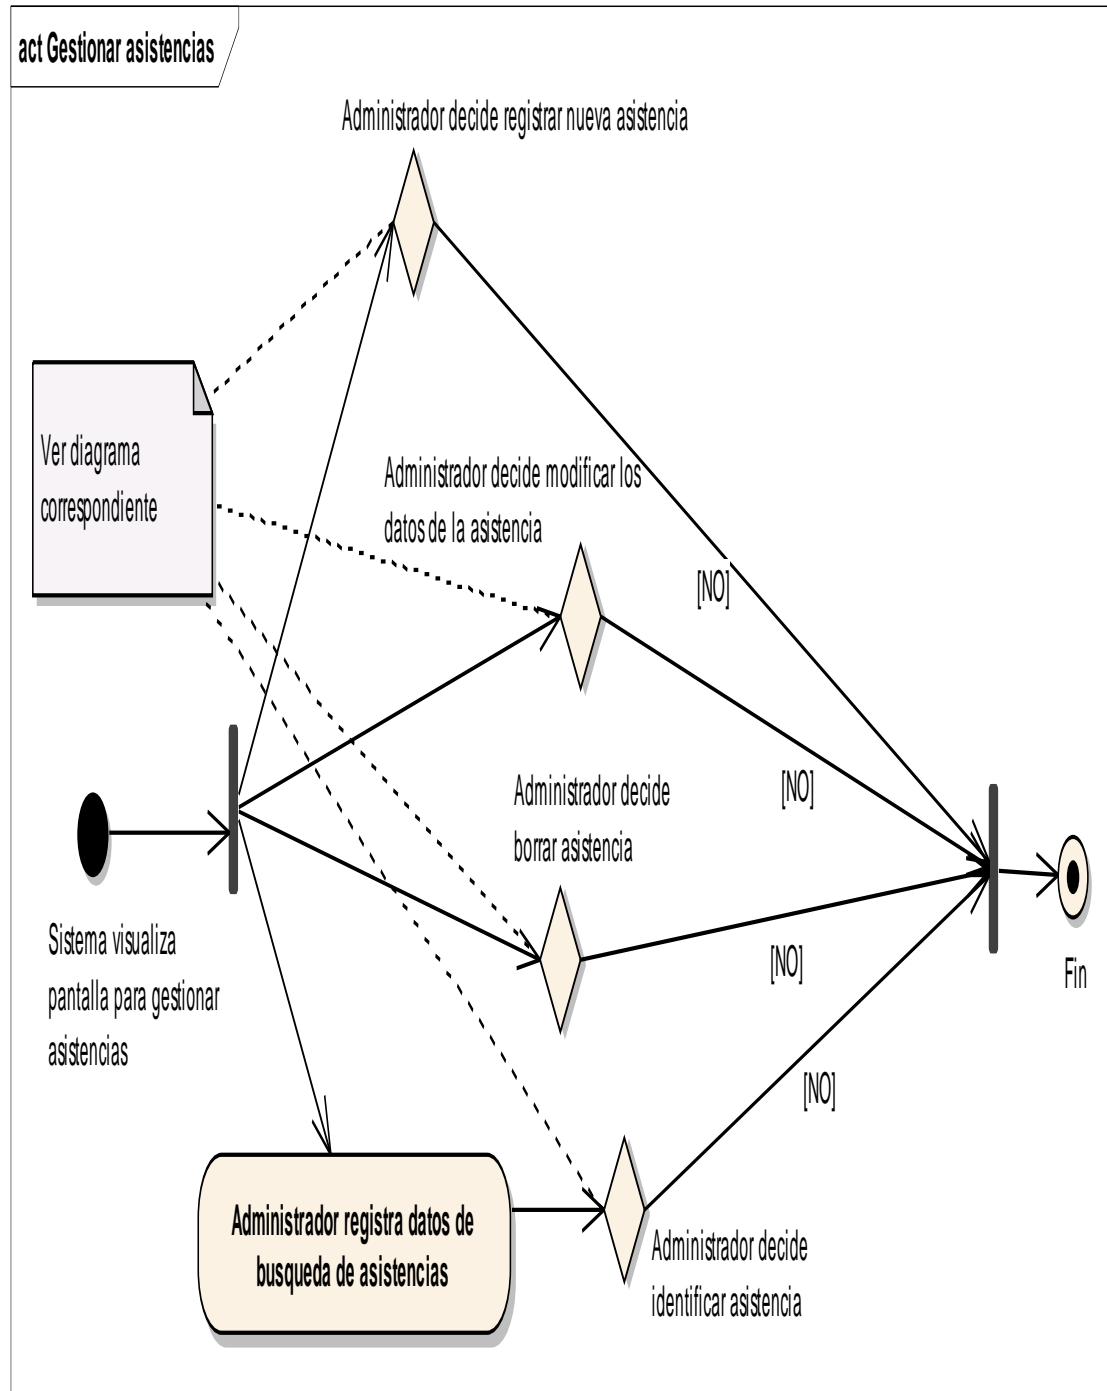 act Gestionar asistencias
Administrador decide registrar nueva asistencia
Ver diagrama
correspondiente
Administrador decide modificar los
datos de la asistencia
[NO]
Administrador decide
borrar asistencia
[NO]
Sistema visualiza
pantalla para gestionar
asistencias
[NO]
Fin
[NO]
Administrador registra datos de
busqueda de asistencias
Administrador decide
identificar asistencia